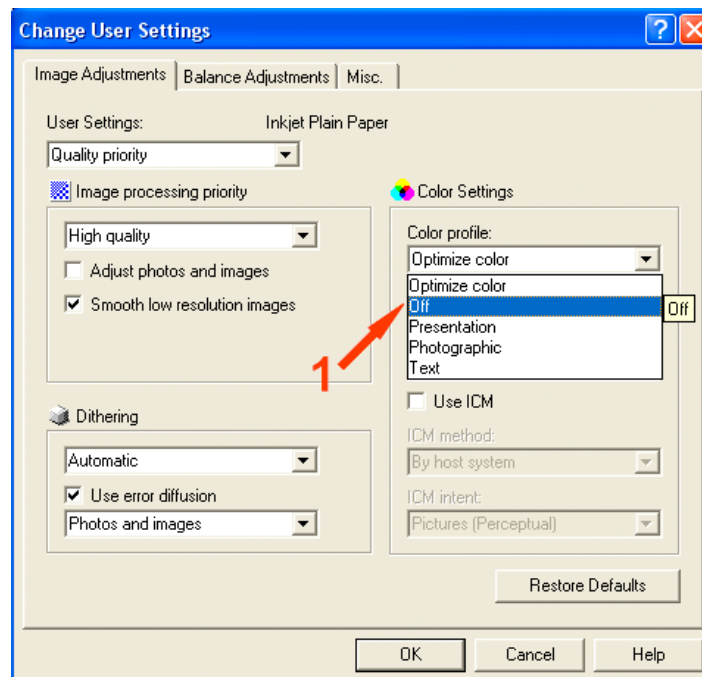 Change User Settings
Image Adjustments Balance Adjustments Misc.
User Settings: Inkjet Plain Paper
Quality priority
Image processing priority
High quality
Adjust photos and images
Smooth low resolution images
Color Settings
Color profile:
Optimize color
Optimize color
Off
Off
Presentation
Photographic
Text
1
Use ICM
ICM method:
By host system
ICM intent:
Pictures (Perceptual)
Dithering
Automatic
Use error diffusion
Photos and images
Restore Defaults
OK Cancel Help